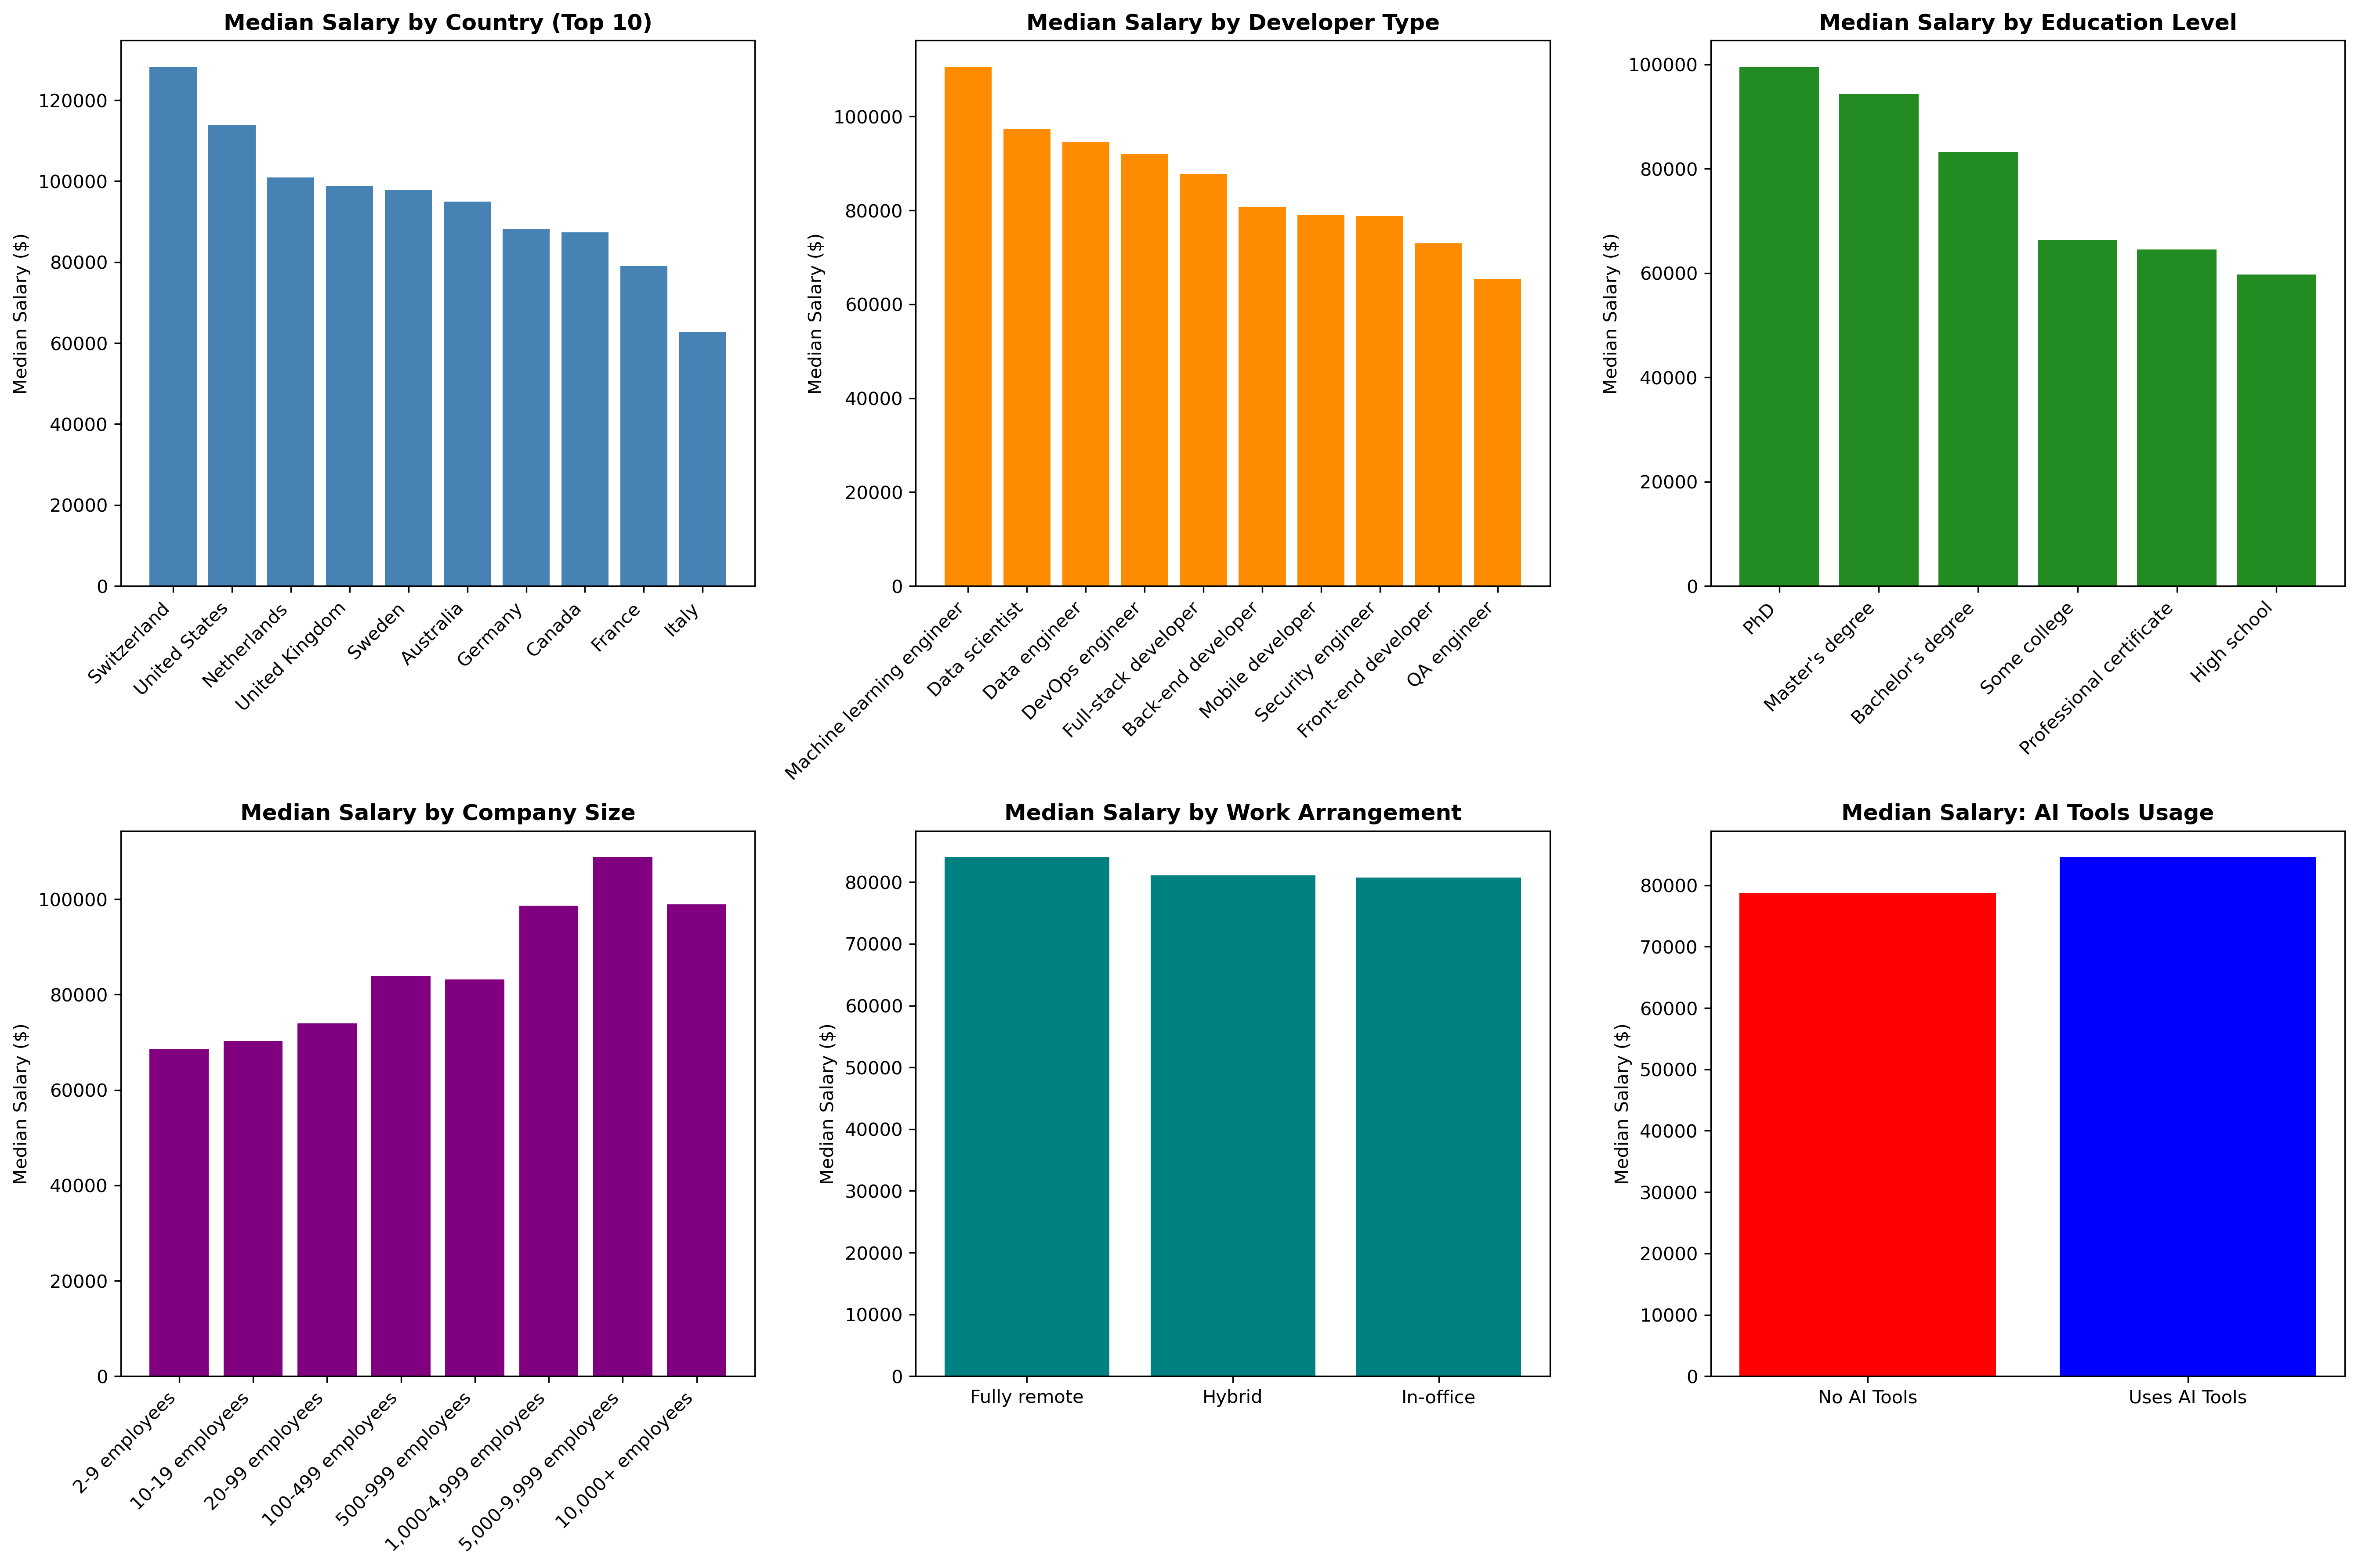 Median Salary by Country (Top 10)
Median Salary ($)
120000
100000
80000
60000
40000
20000
0
Switzerland
United States
Netherlands
United Kingdom
Sweden
Australia
Germany
Canada
France
Italy
Median Salary by Developer Type
Median Salary ($)
100000
80000
60000
40000
20000
0
Machine learning engineer
Data scientist
Data engineer
DevOps engineer
Full-stack developer
Back-end developer
Mobile developer
Security engineer
Front-end developer
QA engineer
Median Salary by Education Level
Median Salary ($)
100000
80000
60000
40000
20000
0
PhD
Master's degree
Bachelor's degree
Some college
Professional certificate
High school
Median Salary by Company Size
Median Salary ($)
100000
80000
60000
40000
20000
0
2-9 employees
10-19 employees
20-99 employees
100-499 employees
500-999 employees
1,000-4,999 employees
5,000-9,999 employees
10,000+ employees
Median Salary by Work Arrangement
Median Salary ($)
80000
70000
60000
50000
40000
30000
20000
10000
0
Fully remote
Hybrid
In-office
Median Salary: AI Tools Usage
Median Salary ($)
80000
70000
60000
50000
40000
30000
20000
10000
0
No AI Tools
Uses AI Tools